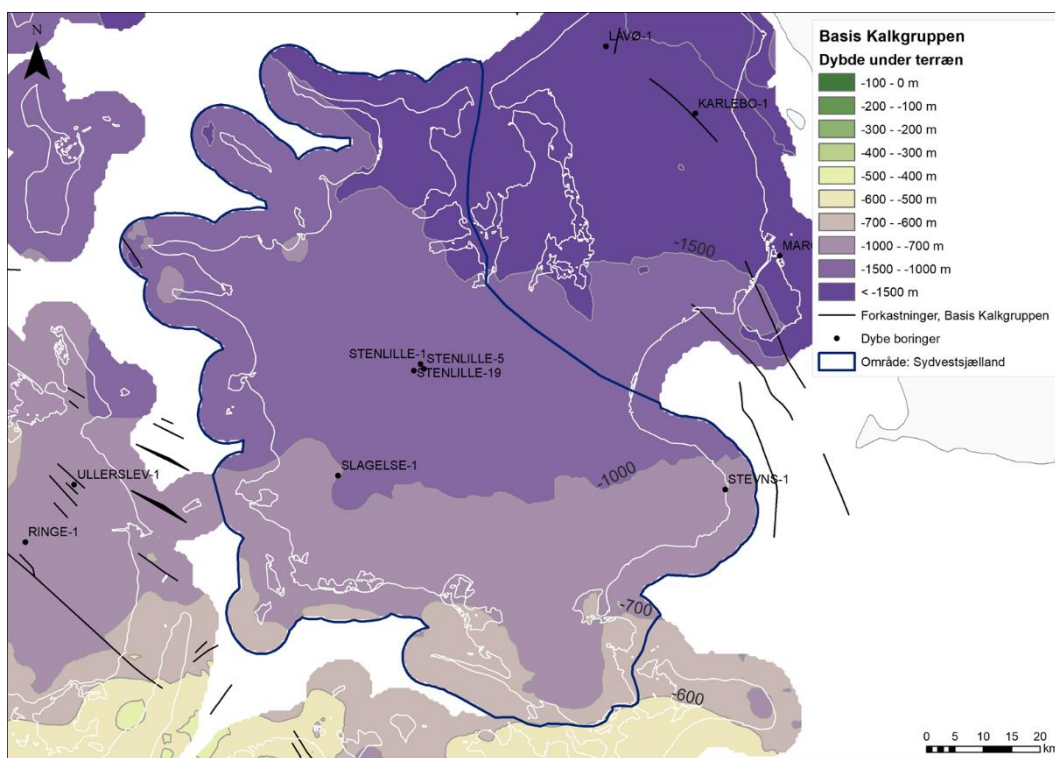 N
LAVØ-1
KARLEBO-1
MARG
-1500
STENLILLE-1
STENLILLE-5
STENLILLE-19
SLAGELSE-1
-1000
STEVNS-1
ULLERSLEV-1
RINGE-1
-700
-600
Basis Kalkgruppen
Dybde under terræn
-100 - 0 m
-200 - -100 m
-300 - -200 m
-400 - -300 m
-500 - -400 m
-600 - -500 m
-700 - -600 m
-1000 - -700 m
-1500 - -1000 m
< -1500 m
Forkastninger, Basis Kalkgruppen
Dybe boringer
Område: Sydvestsjælland
0 2 5 10 15 20
km